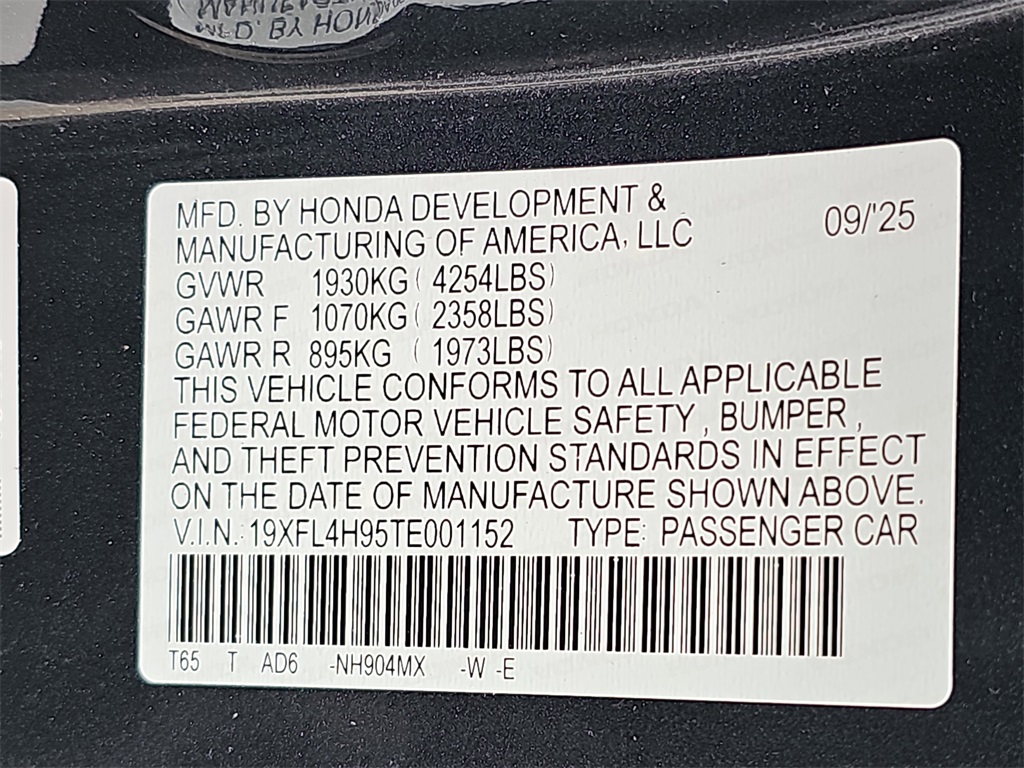 MFD. BY HONDA DEVELOPMENT &
MANUFACTURING OF AMERICA, LLC
09/'25
GVWR 1930KG ( 4254LBS)
GAWR F 1070KG ( 2358LBS)
GAWR R 895KG ( 1973LBS)
THIS VEHICLE CONFORMS TO ALL APPLICABLE
FEDERAL MOTOR VEHICLE SAFETY , BUMPER ,
AND THEFT PREVENTION STANDARDS IN EFFECT
ON THE DATE OF MANUFACTURE SHOWN ABOVE.
V.I.N.: 19XFL4H95TE001152 TYPE: PASSENGER CAR
T65 T AD6 -NH904MX -W -E